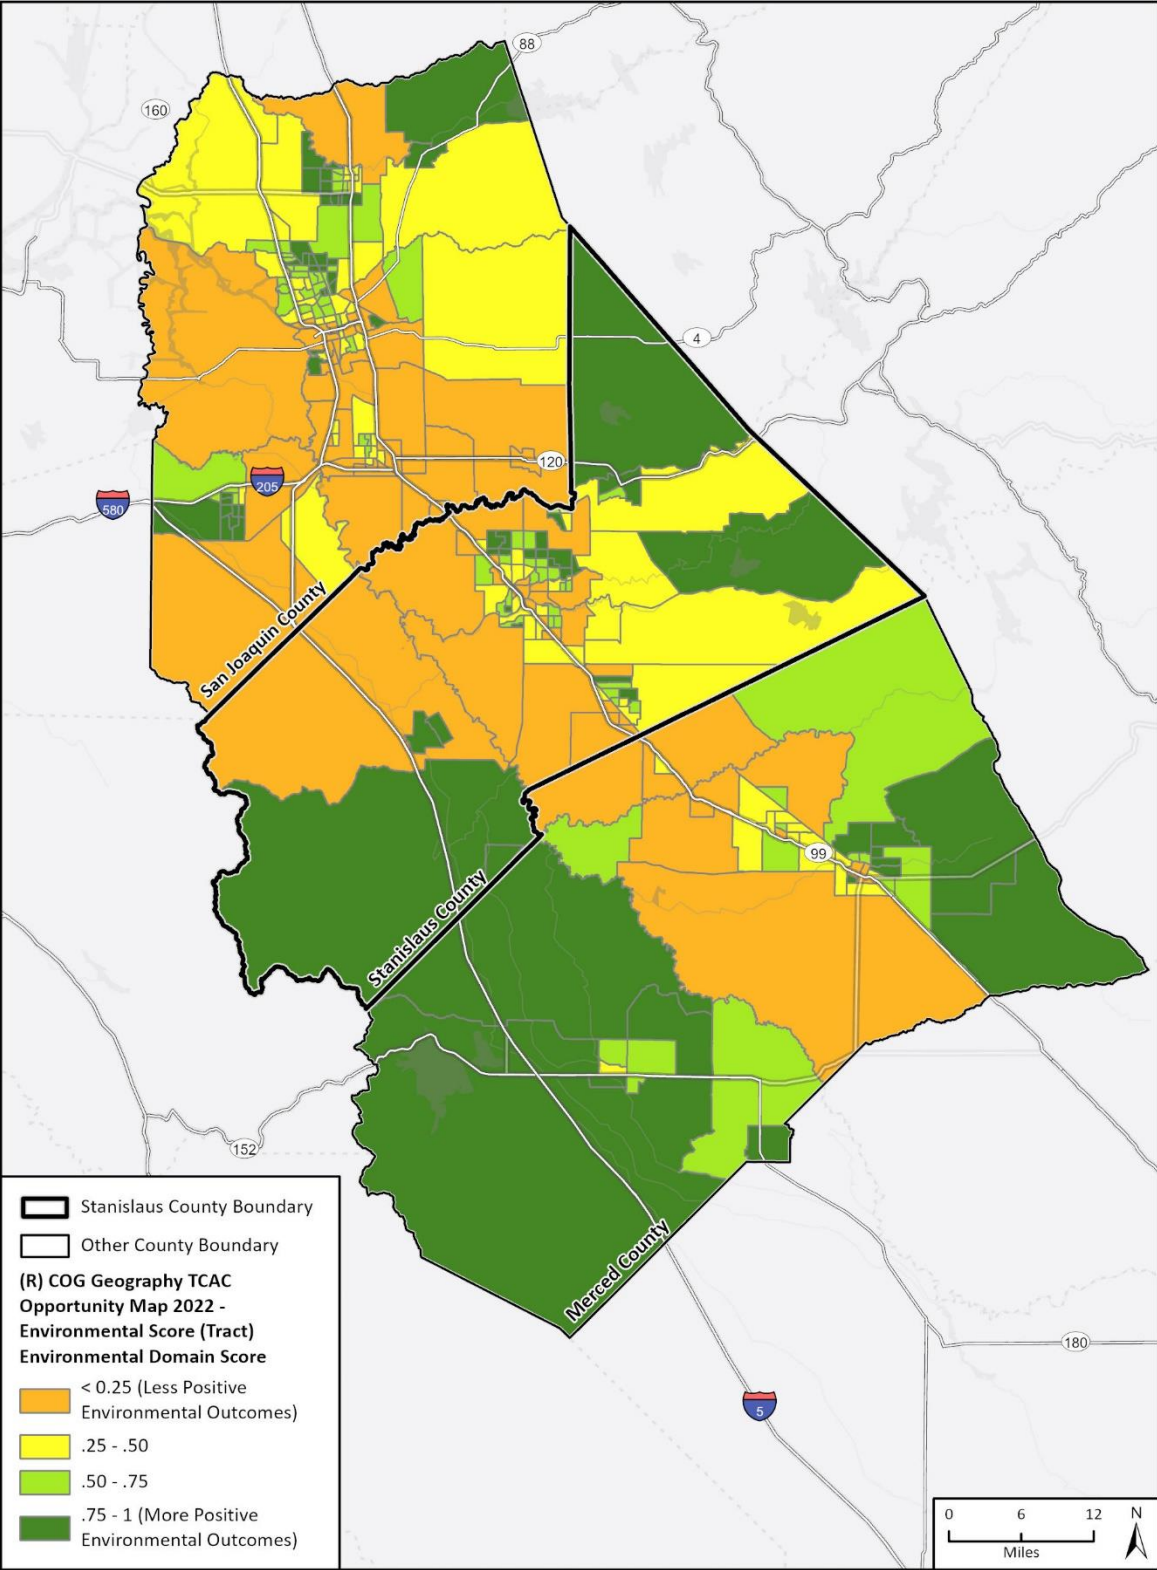 88
160
4
120
205
580
San Joaquin County
99
Stanislaus County
152
Merced County
180
5
Stanislaus County Boundary
Other County Boundary
(R) COG Geography TCAC
Opportunity Map 2022 -
Environmental Score (Tract)
Environmental Domain Score
< 0.25 (Less Positive
Environmental Outcomes)
.25 - .50
.50 - .75
.75 - 1 (More Positive
Environmental Outcomes)
0 6 12 N
Miles